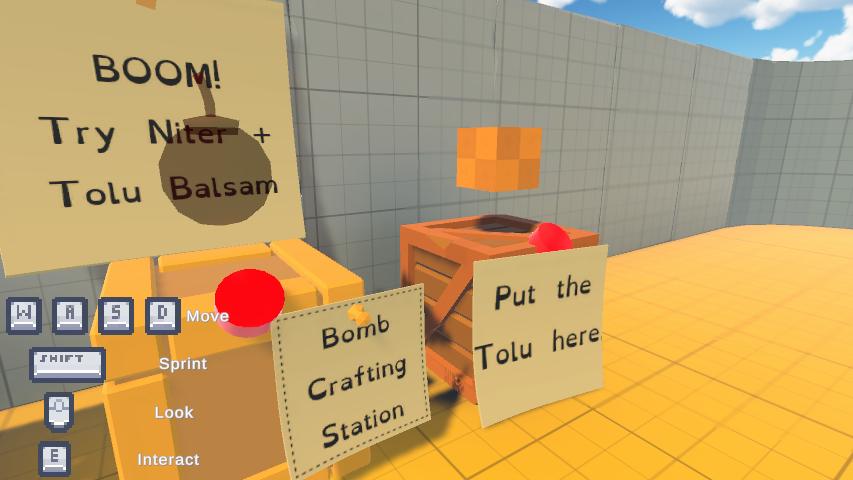 BOOM!
Try Niter +
Tolu Balsam
Bomb
Crafting
Station
Put the
Tolu here
W A S D Move
SHIFT Sprint
Look
E Interact